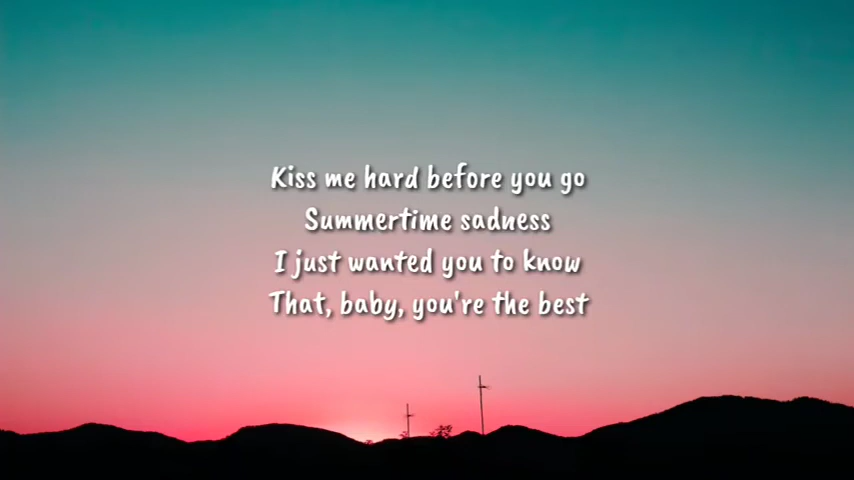 Kiss me hard before you go
Summertime sadness
I just wanted you to know
That, baby, you're the best